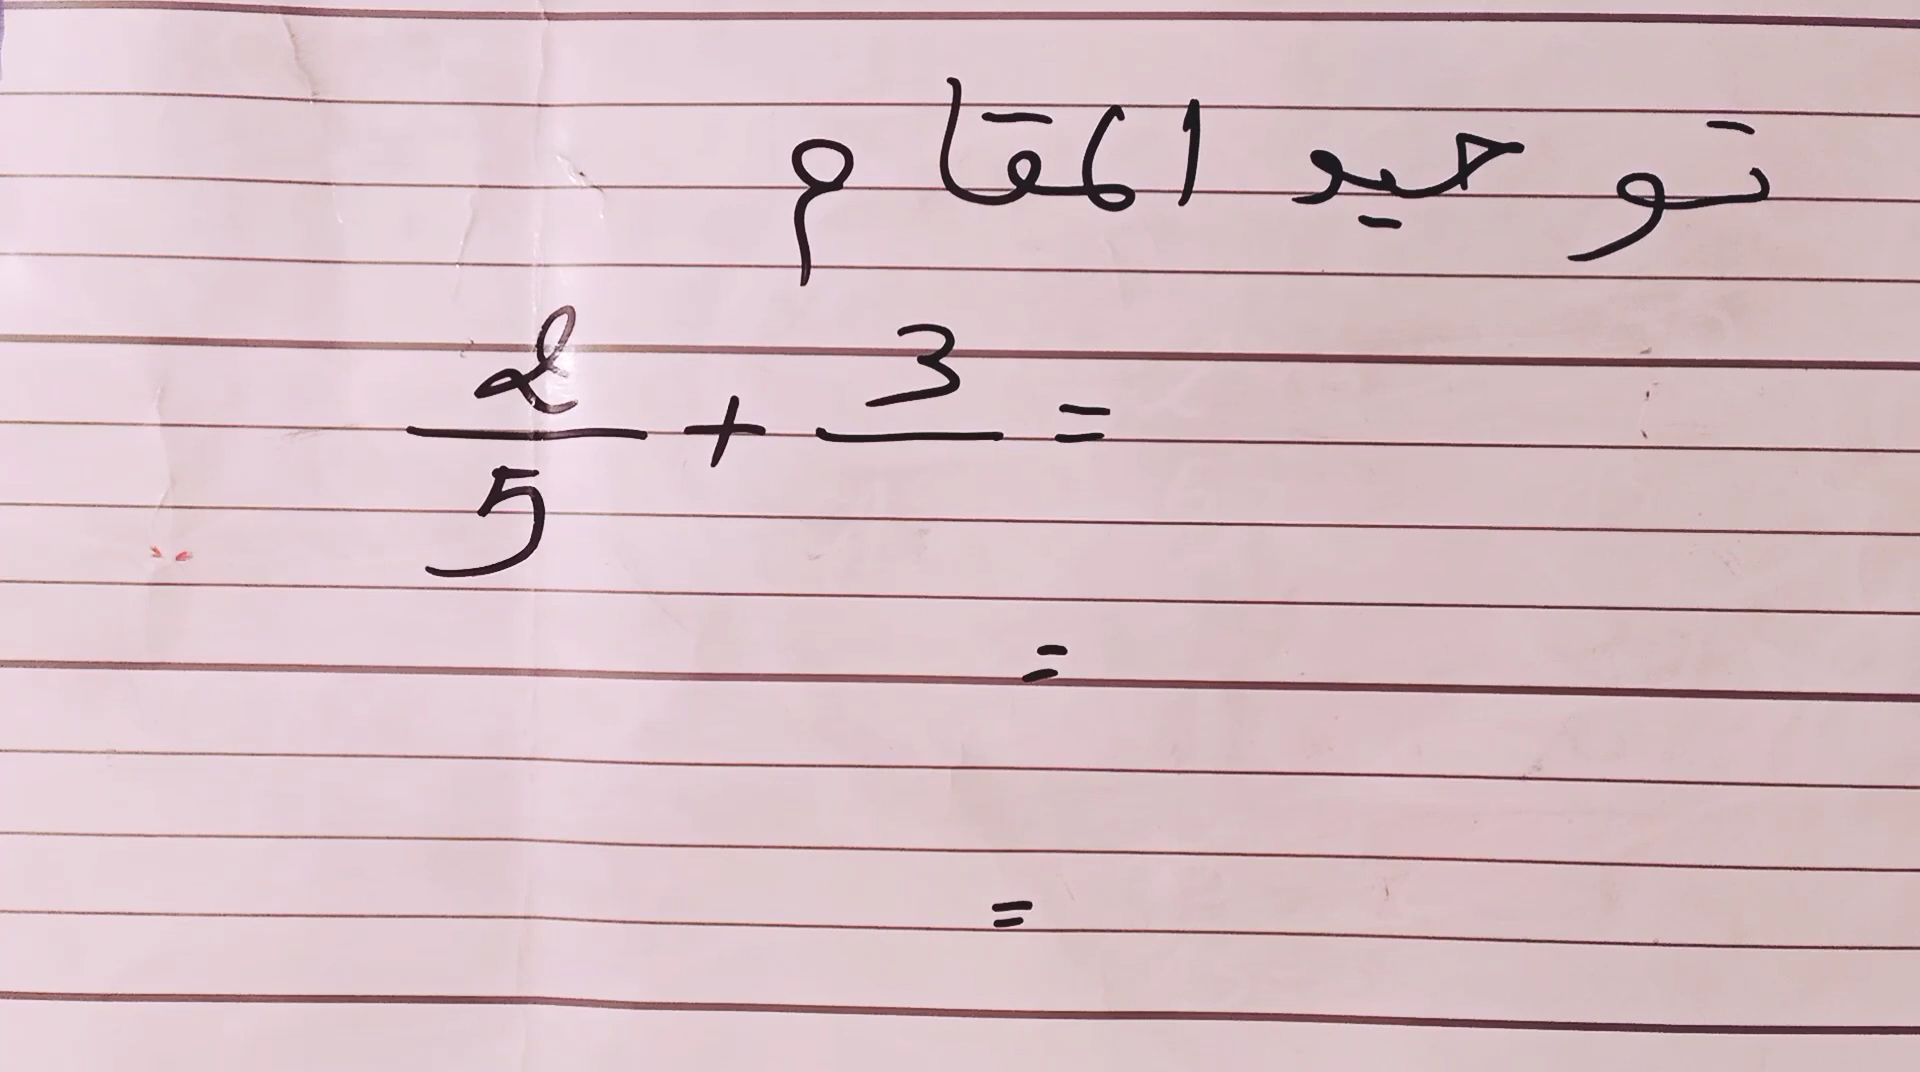 توحيد المقام
2/5 + 3/ =
=
=